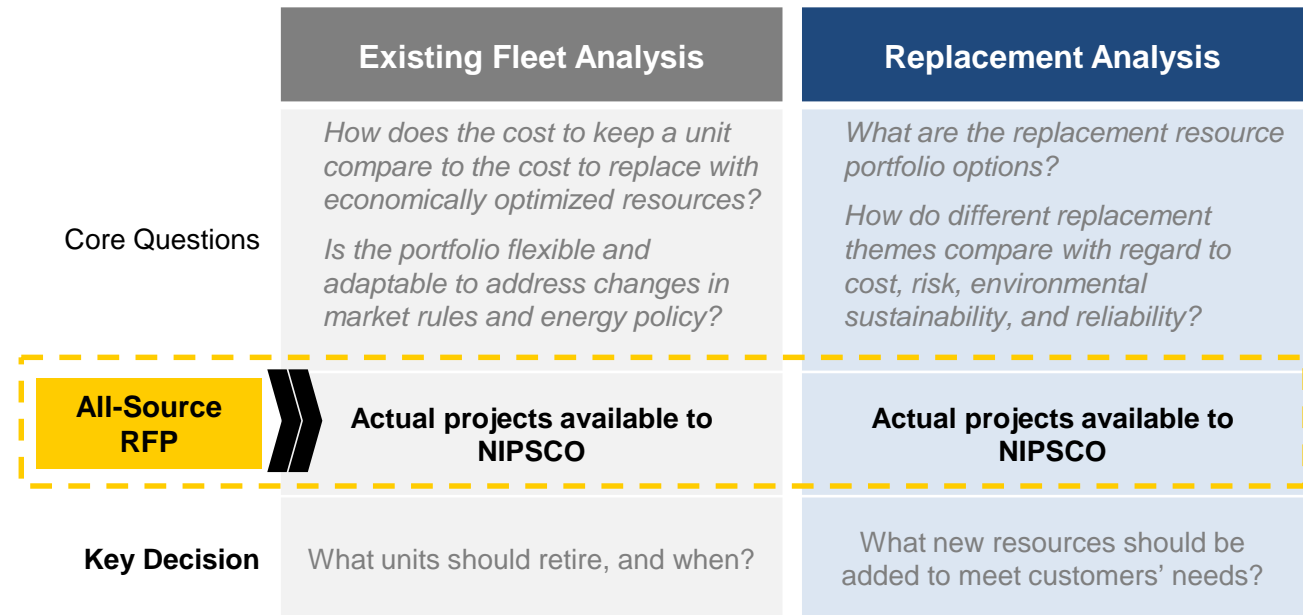 Existing Fleet Analysis
Replacement Analysis
Core Questions
How does the cost to keep a unit
compare to the cost to replace with
economically optimized resources?
Is the portfolio flexible and
adaptable to address changes in
market rules and energy policy?
What are the replacement resource
portfolio options?
How do different replacement
themes compare with regard to
cost, risk, environmental
sustainability, and reliability?
All-Source
RFP
Actual projects available to
NIPSCO
Actual projects available to
NIPSCO
Key Decision
What units should retire, and when?
What new resources should be
added to meet customers’ needs?